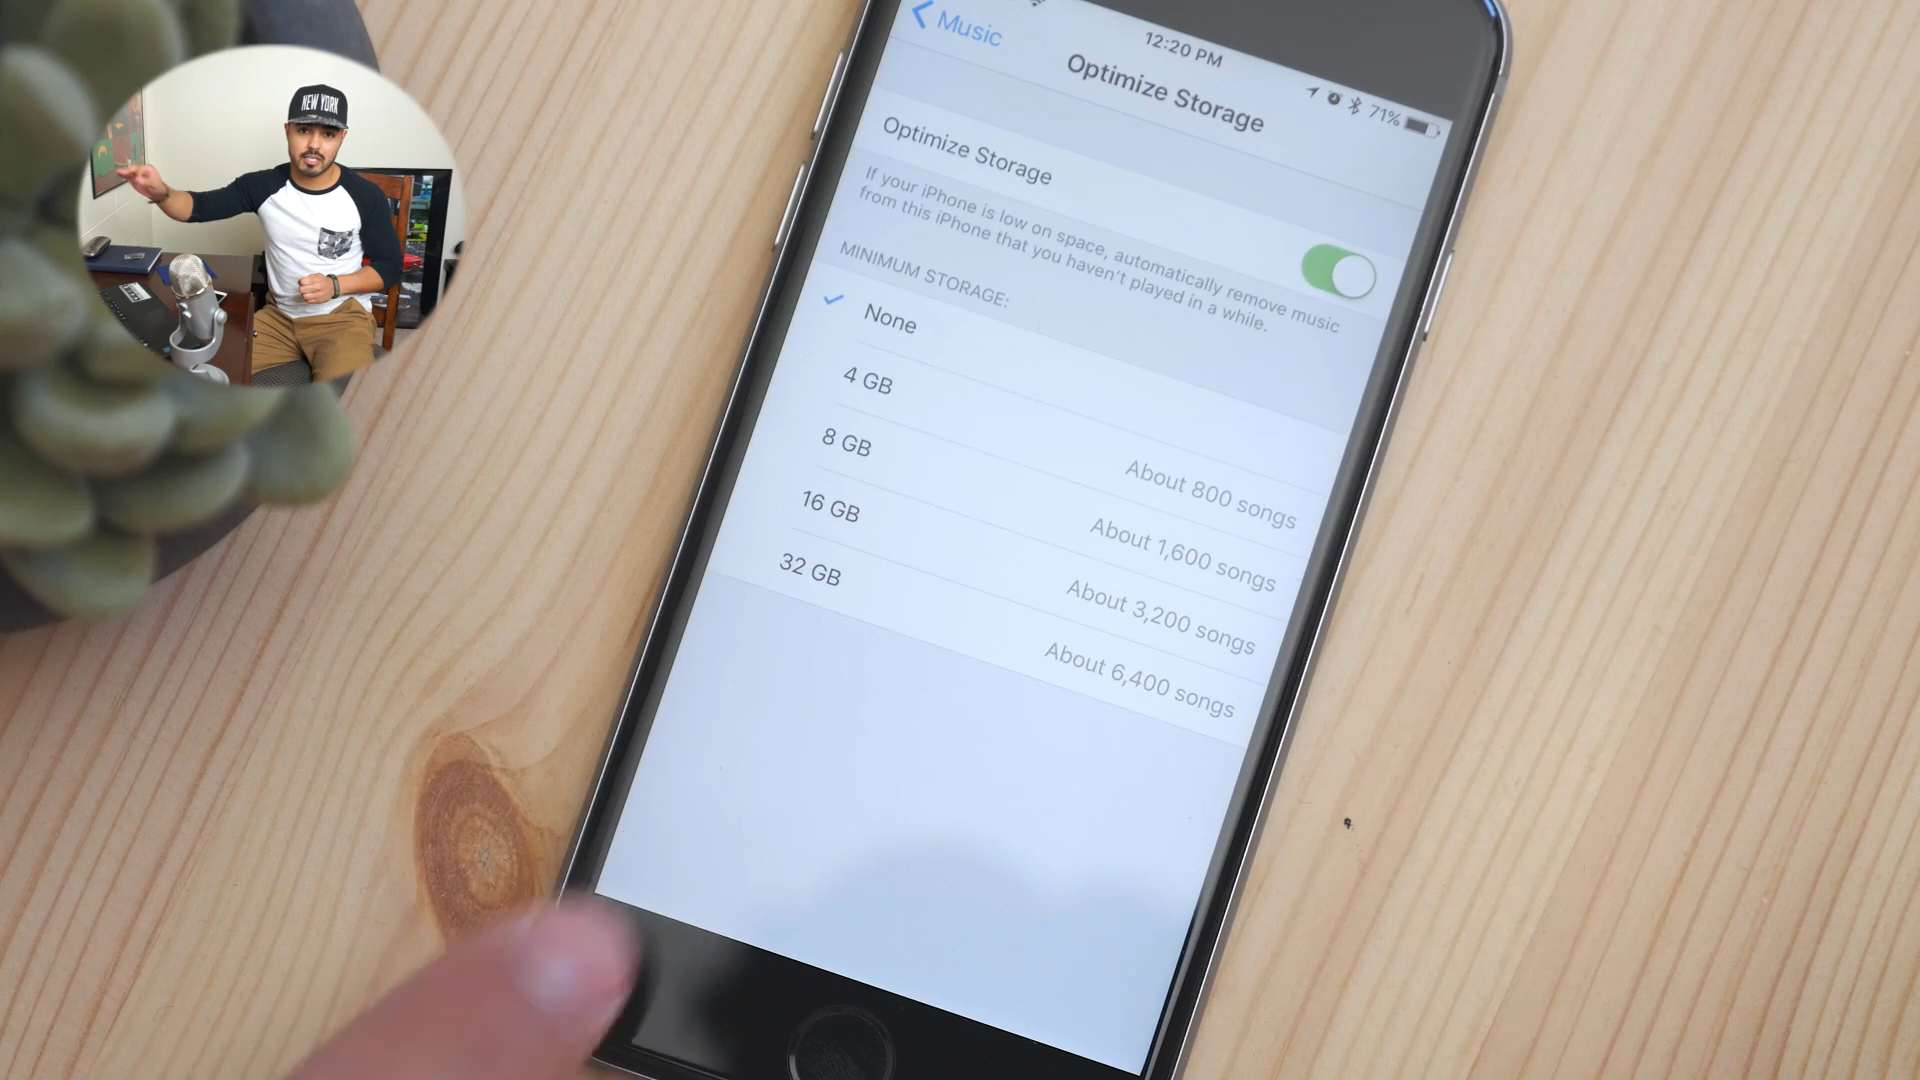 NEW YORK
12:20 PM
71%
Music
Optimize Storage
Optimize Storage
If your iPhone is low on space, automatically remove music
from this iPhone that you haven't played in a while.
MINIMUM STORAGE:
None
4 GB
About 800 songs
8 GB
About 1,600 songs
16 GB
About 3,200 songs
32 GB
About 6,400 songs